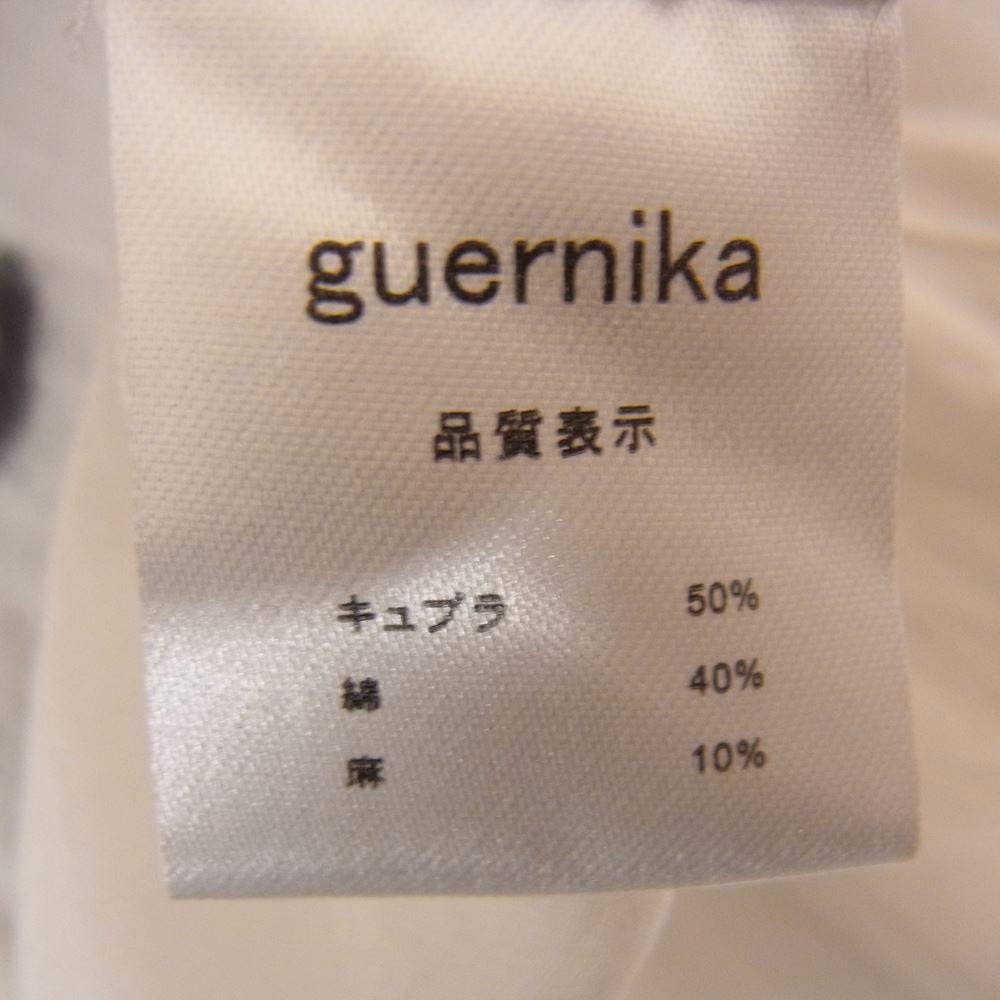 guernika
品質表示
キュプラ 50%
綿 40%
麻 10%